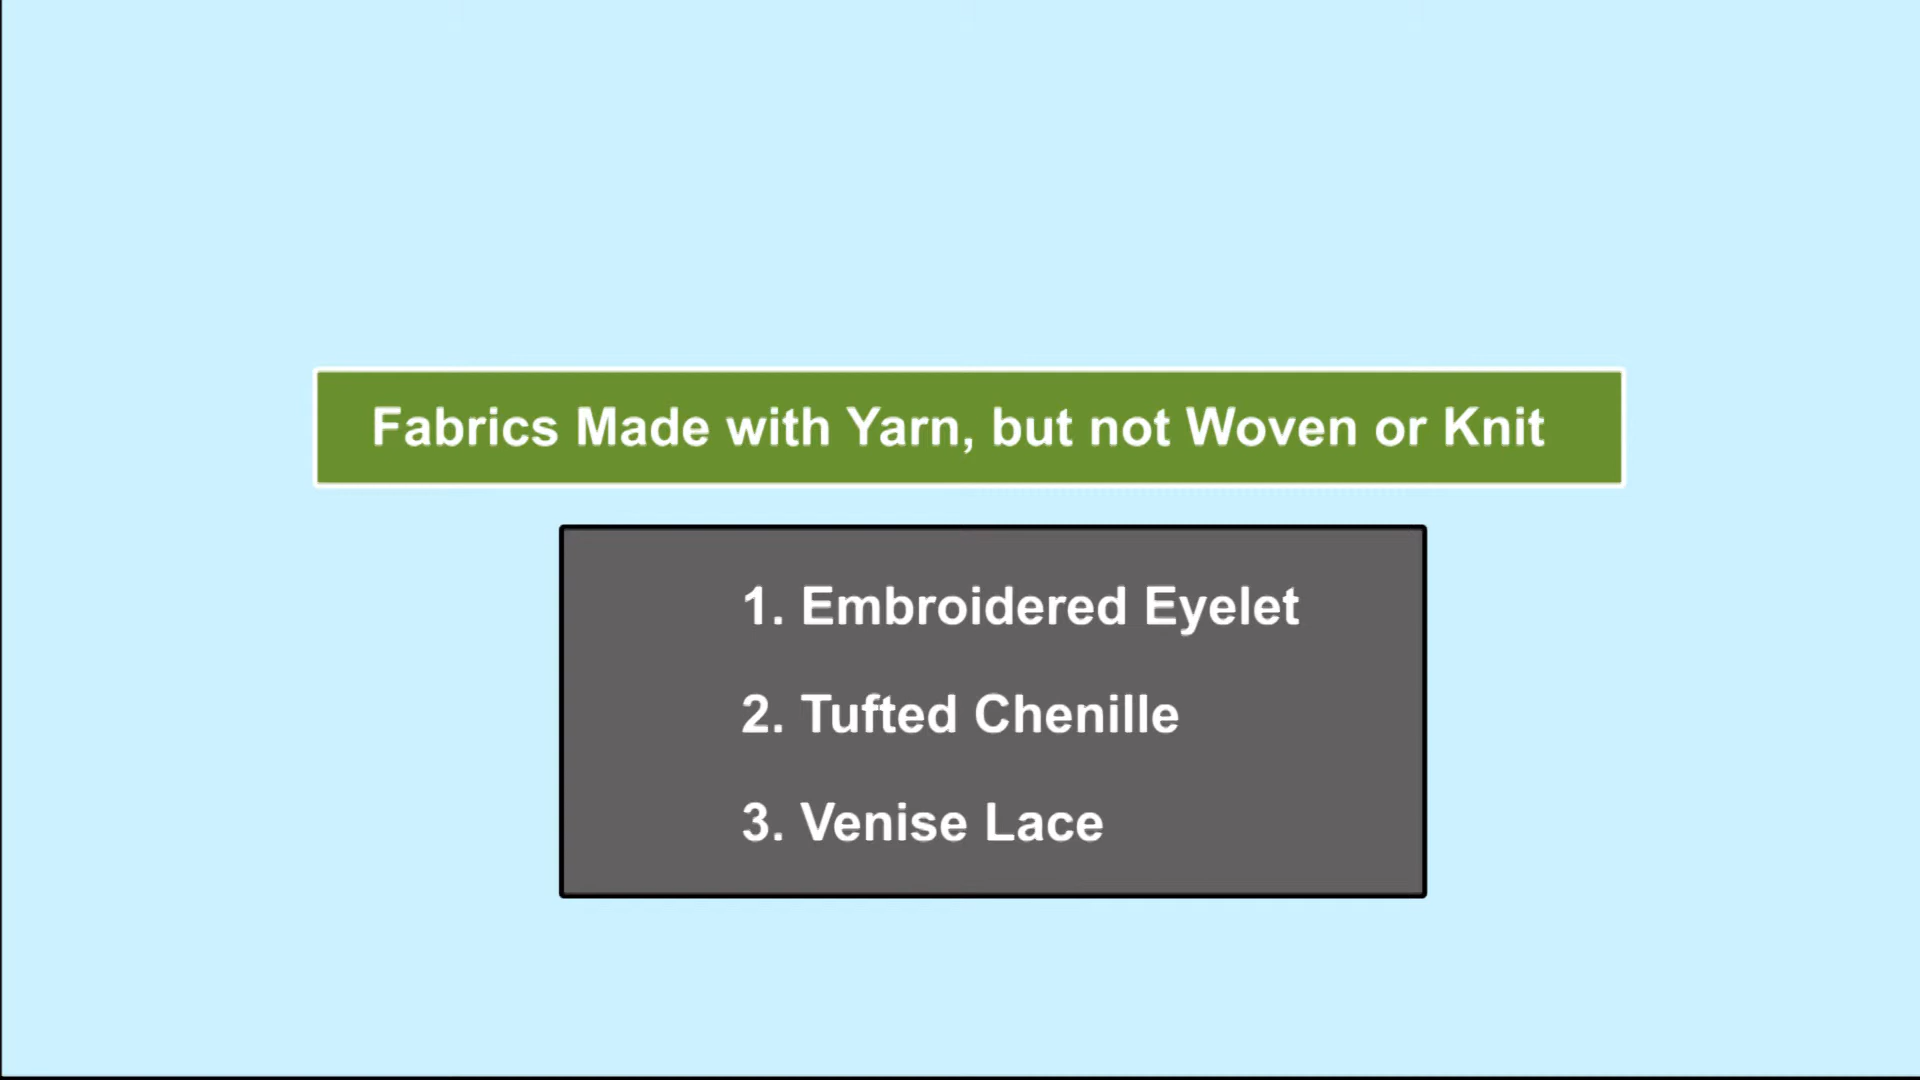 Fabrics Made with Yarn, but not Woven or Knit
1. Embroidered Eyelet
2. Tufted Chenille
3. Venise Lace